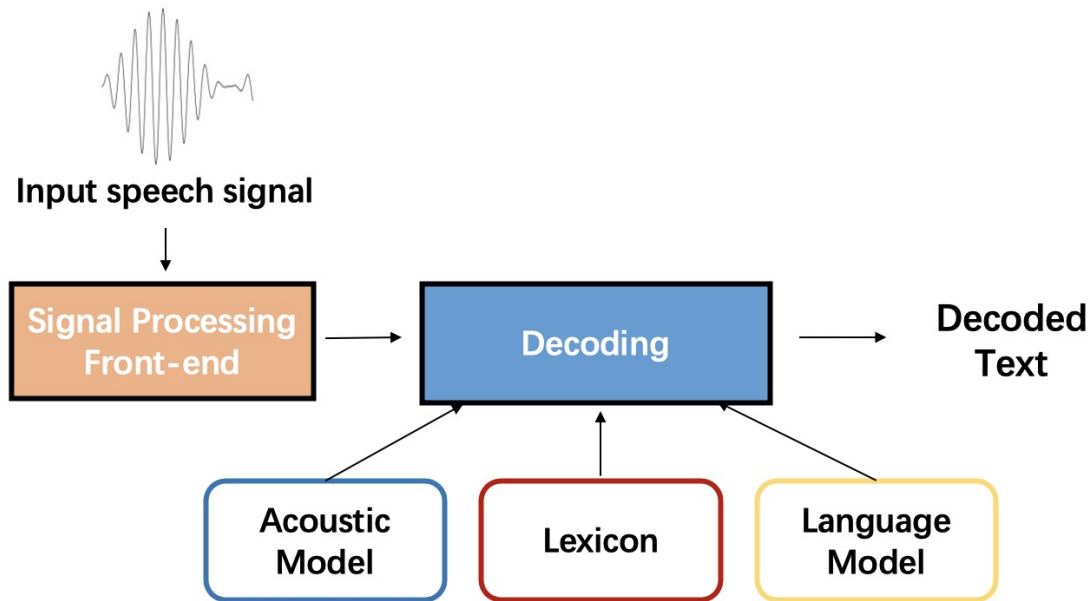 Input speech signal
Signal Processing
Front-end
Decoding
Decoded
Text
Acoustic
Model
Lexicon
Language
Model